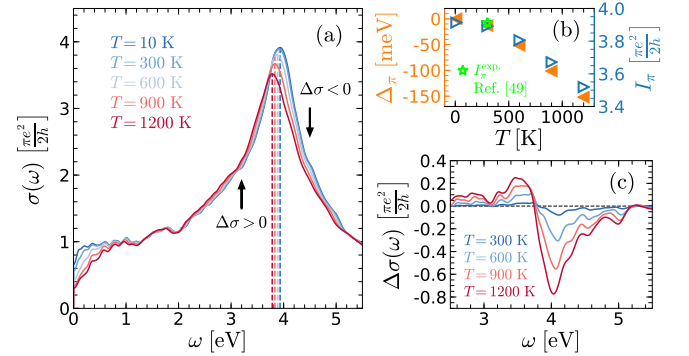 (a)
T = 10 K
T = 300 K
T = 600 K
T = 900 K
T = 1200 K
Δσ < 0
Δσ > 0
σ(ω) [πe²/2h]
4
3
2
1
0
0 1 2 3 4 5
ω [eV]
(b)
Δπ [meV]
0
−50
−100
−150
Iπ^exp.
Ref. [49]
0 500 1000
T [K]
4.0
3.8
3.6
3.4
Iπ [πe²/2h]
(c)
Δσ(ω) [πe²/2h]
0.4
0.2
0.0
-0.2
-0.4
-0.6
-0.8
T = 300 K
T = 600 K
T = 900 K
T = 1200 K
3 4 5
ω [eV]